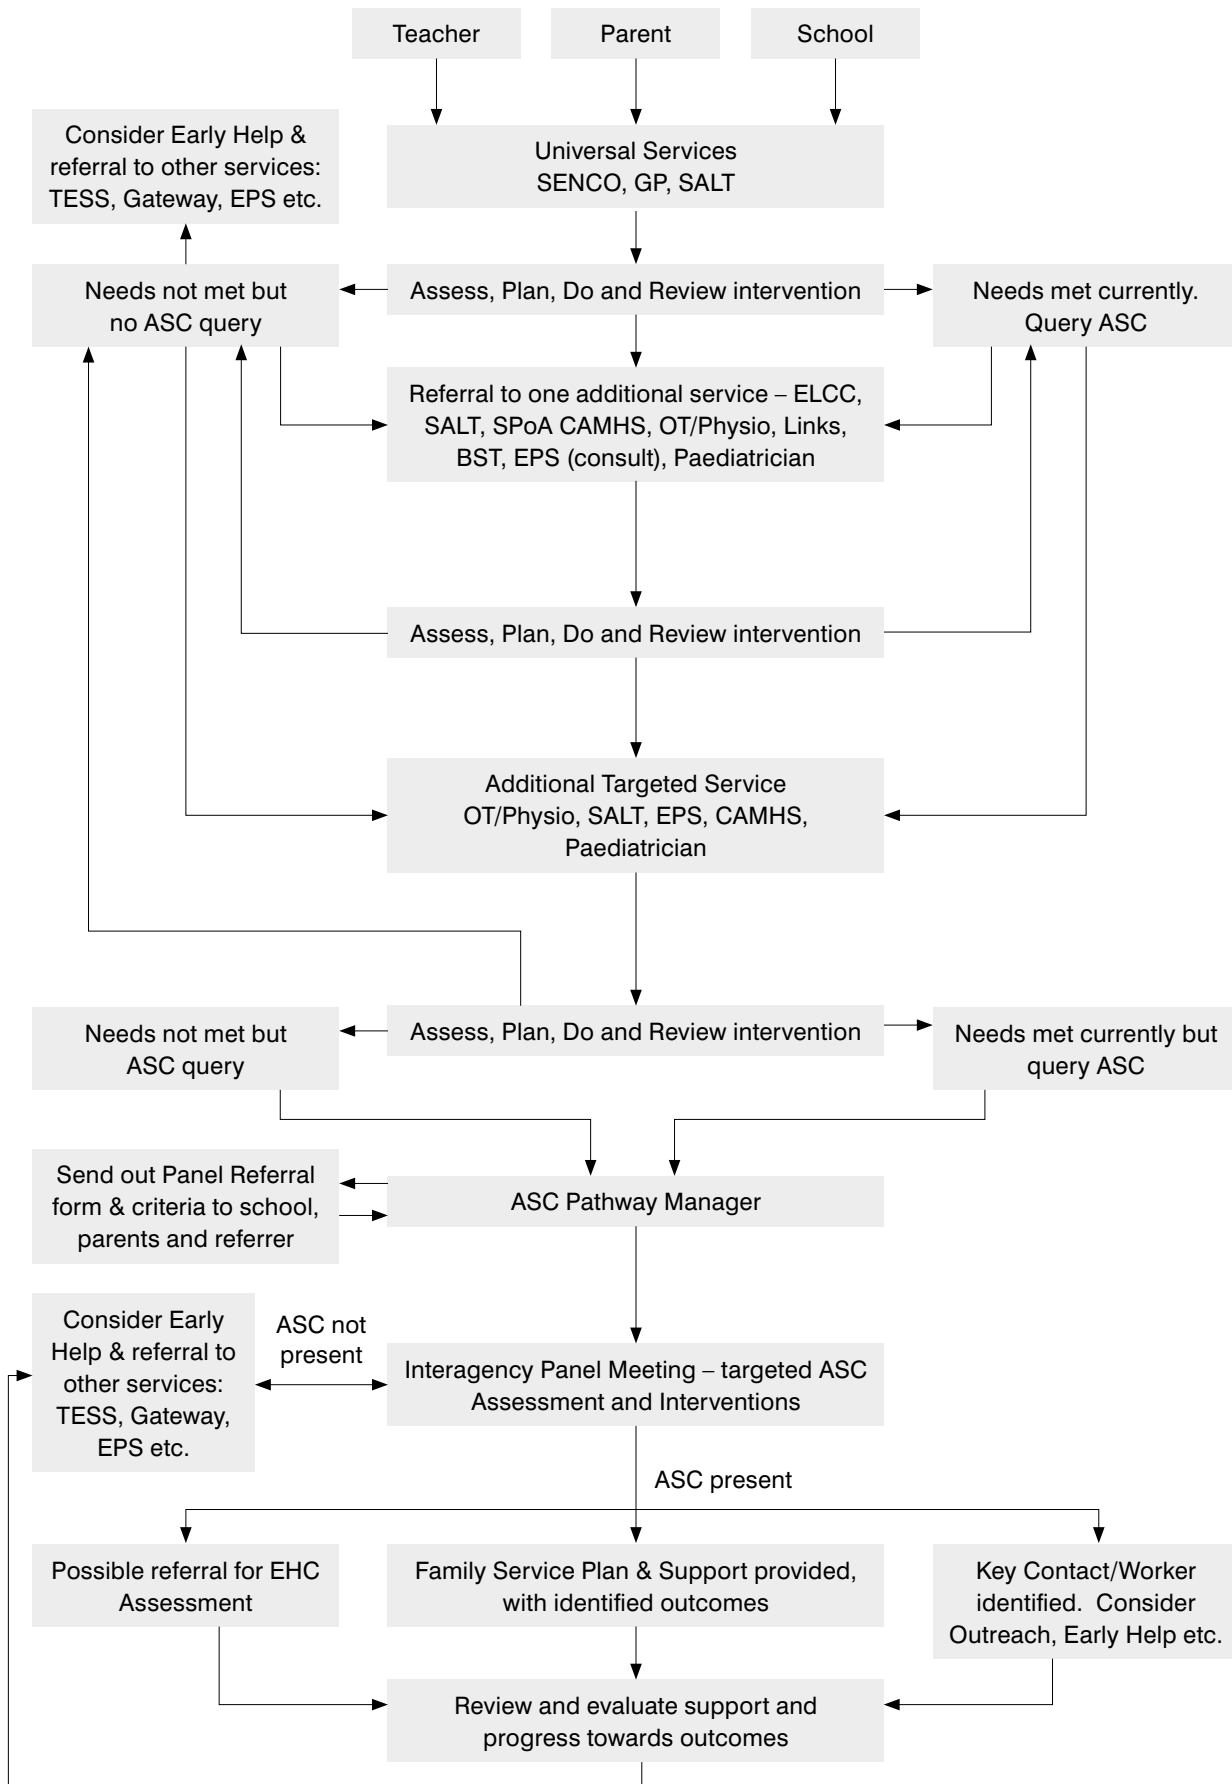 Teacher
Parent
School
Consider Early Help &
referral to other services:
TESS, Gateway, EPS etc.
Universal Services
SENCO, GP, SALT
Needs not met but
no ASC query
Assess, Plan, Do and Review intervention
Needs met currently.
Query ASC
Referral to one additional service – ELCC,
SALT, SPoA CAMHS, OT/Physio, Links,
BST, EPS (consult), Paediatrician
Assess, Plan, Do and Review intervention
Additional Targeted Service
OT/Physio, SALT, EPS, CAMHS,
Paediatrician
Needs not met but
ASC query
Assess, Plan, Do and Review intervention
Needs met currently but
query ASC
Send out Panel Referral
form & criteria to school,
parents and referrer
ASC Pathway Manager
Consider Early
Help & referral to
other services:
TESS, Gateway,
EPS etc.
ASC not
present
Interagency Panel Meeting – targeted ASC
Assessment and Interventions
ASC present
Possible referral for EHC
Assessment
Family Service Plan & Support provided,
with identified outcomes
Key Contact/Worker
identified.  Consider
Outreach, Early Help etc.
Review and evaluate support and
progress towards outcomes